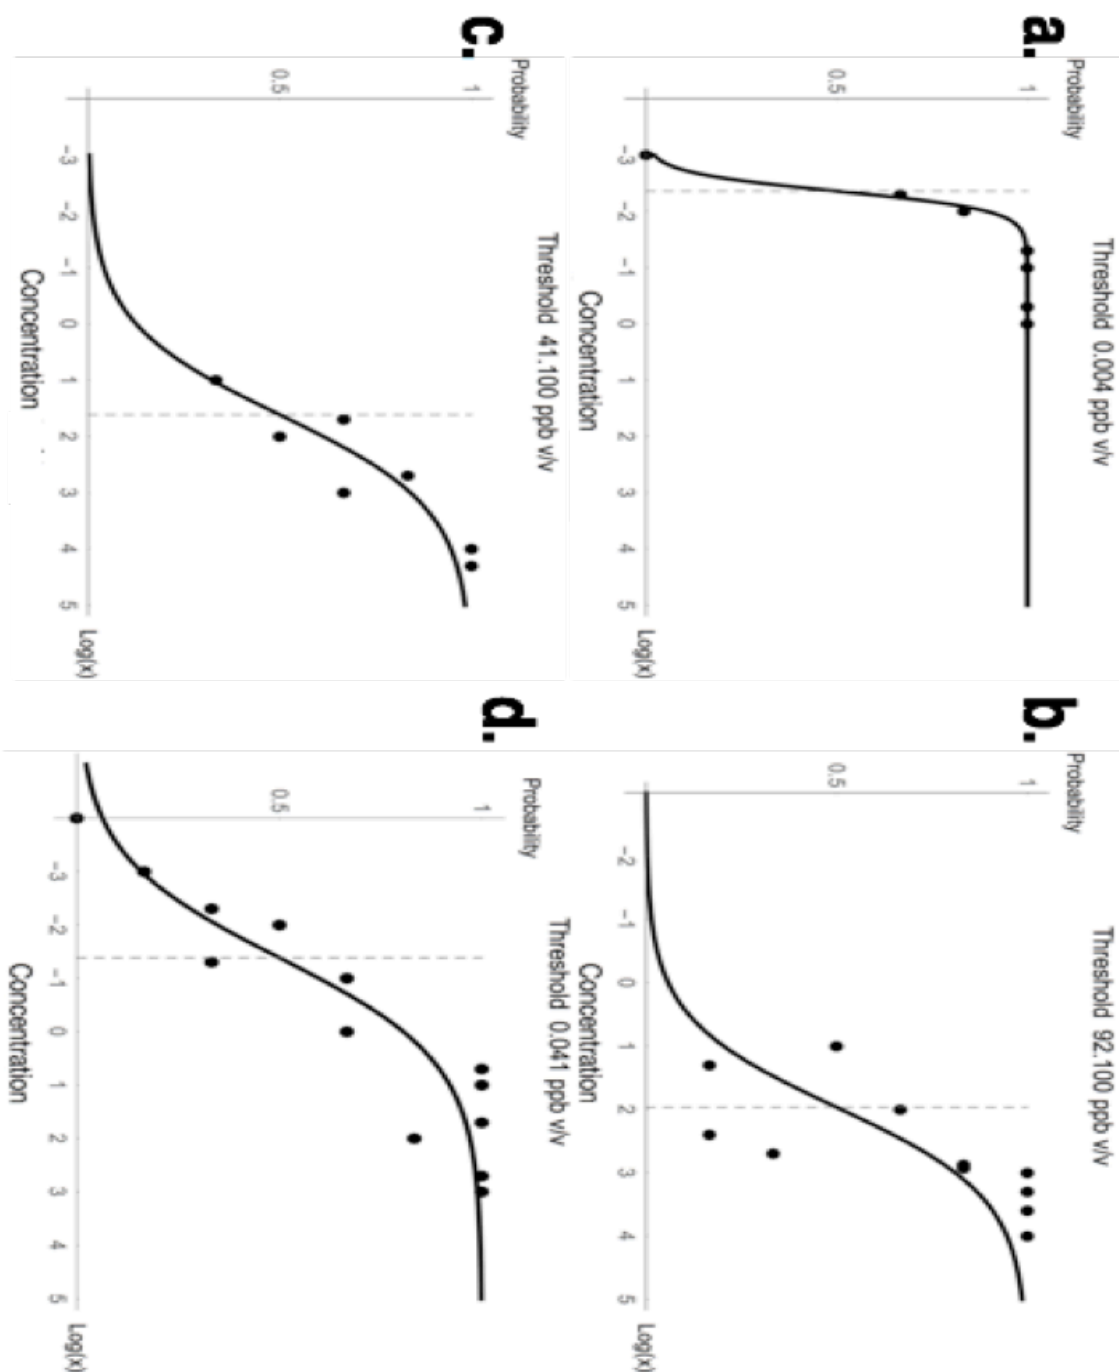 a.
Probability
Threshold 0.004 ppb v/v
1
0.5
-3 -2 -1 0 1 2 3 4 5
Log(x)
Concentration
b.
Probability
Threshold 92.100 ppb v/v
1
0.5
-2 -1 0 1 2 3 4 5
Log(x)
Concentration
c.
Probability
Threshold 41.100 ppb v/v
1
0.5
-3 -2 -1 0 1 2 3 4 5
Log(x)
Concentration
d.
Probability
Threshold 0.041 ppb v/v
1
0.5
-3 -2 -1 0 1 2 3 4 5
Log(x)
Concentration